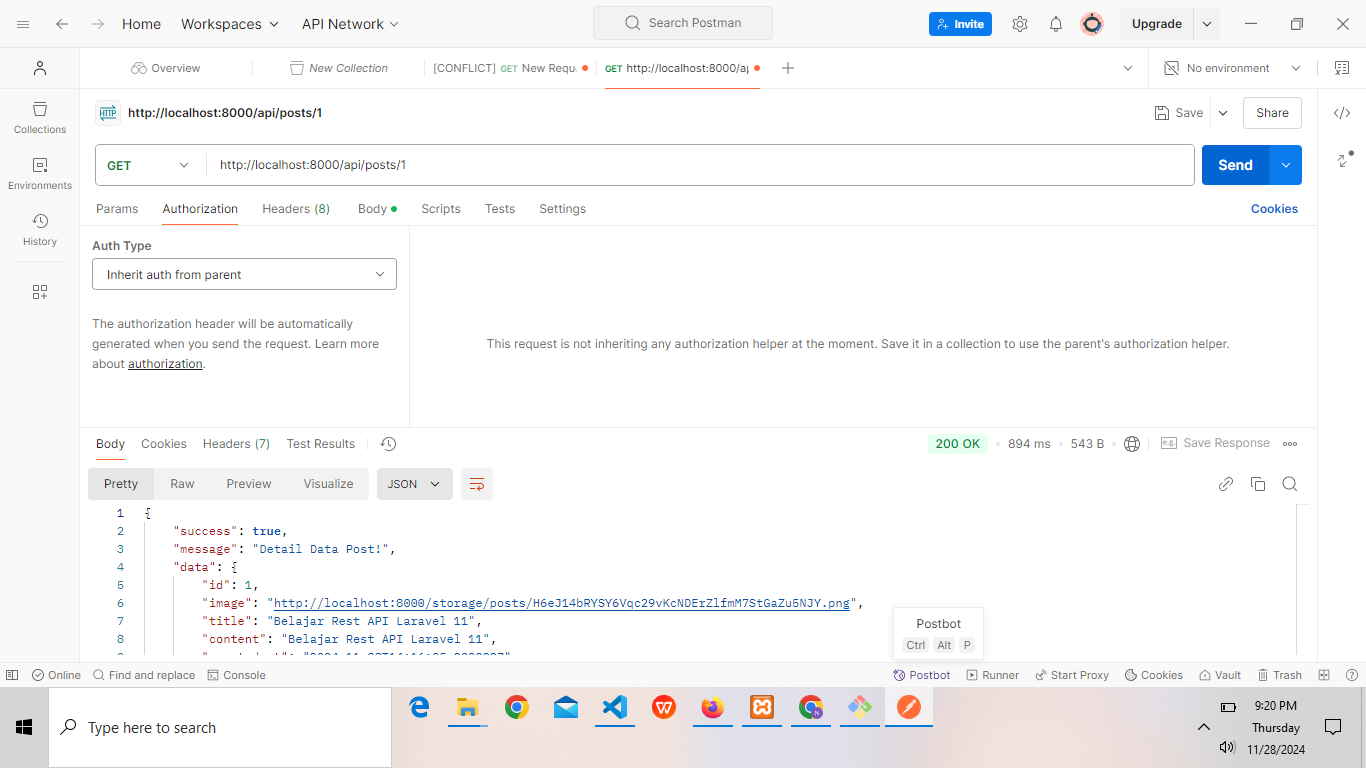 Home Workspaces API Network Search Postman Invite Upgrade
Overview New Collection [CONFLICT] GET New Requ GET http://localhost:8000/a No environment
HTTP http://localhost:8000/api/posts/1 Save Share
GET http://localhost:8000/api/posts/1 Send
Collections
Environments
History
Params Authorization Headers (8) Body Scripts Tests Settings Cookies
Auth Type
Inherit auth from parent
The authorization header will be automatically
generated when you send the request. Learn more
about authorization.
This request is not inheriting any authorization helper at the moment. Save it in a collection to use the parent's authorization helper.
Body Cookies Headers (7) Test Results 200 OK 894 ms 543 B e.g. Save Response
Pretty Raw Preview Visualize JSON
1 {
2 "success": true,
3 "message": "Detail Data Post!",
4 "data": {
5 "id": 1,
6 "image": "http://localhost:8000/storage/posts/H6eJ14bRYSY6Vqc29vKcNDErZlfmM7StGaZu5NJY.png",
7 "title": "Belajar Rest API Laravel 11",
8 "content": "Belajar Rest API Laravel 11",
Postbot
Ctrl Alt P
Online Find and replace Console Postbot Runner Start Proxy Cookies Vault Trash
Type here to search
9:20 PM
Thursday
11/28/2024